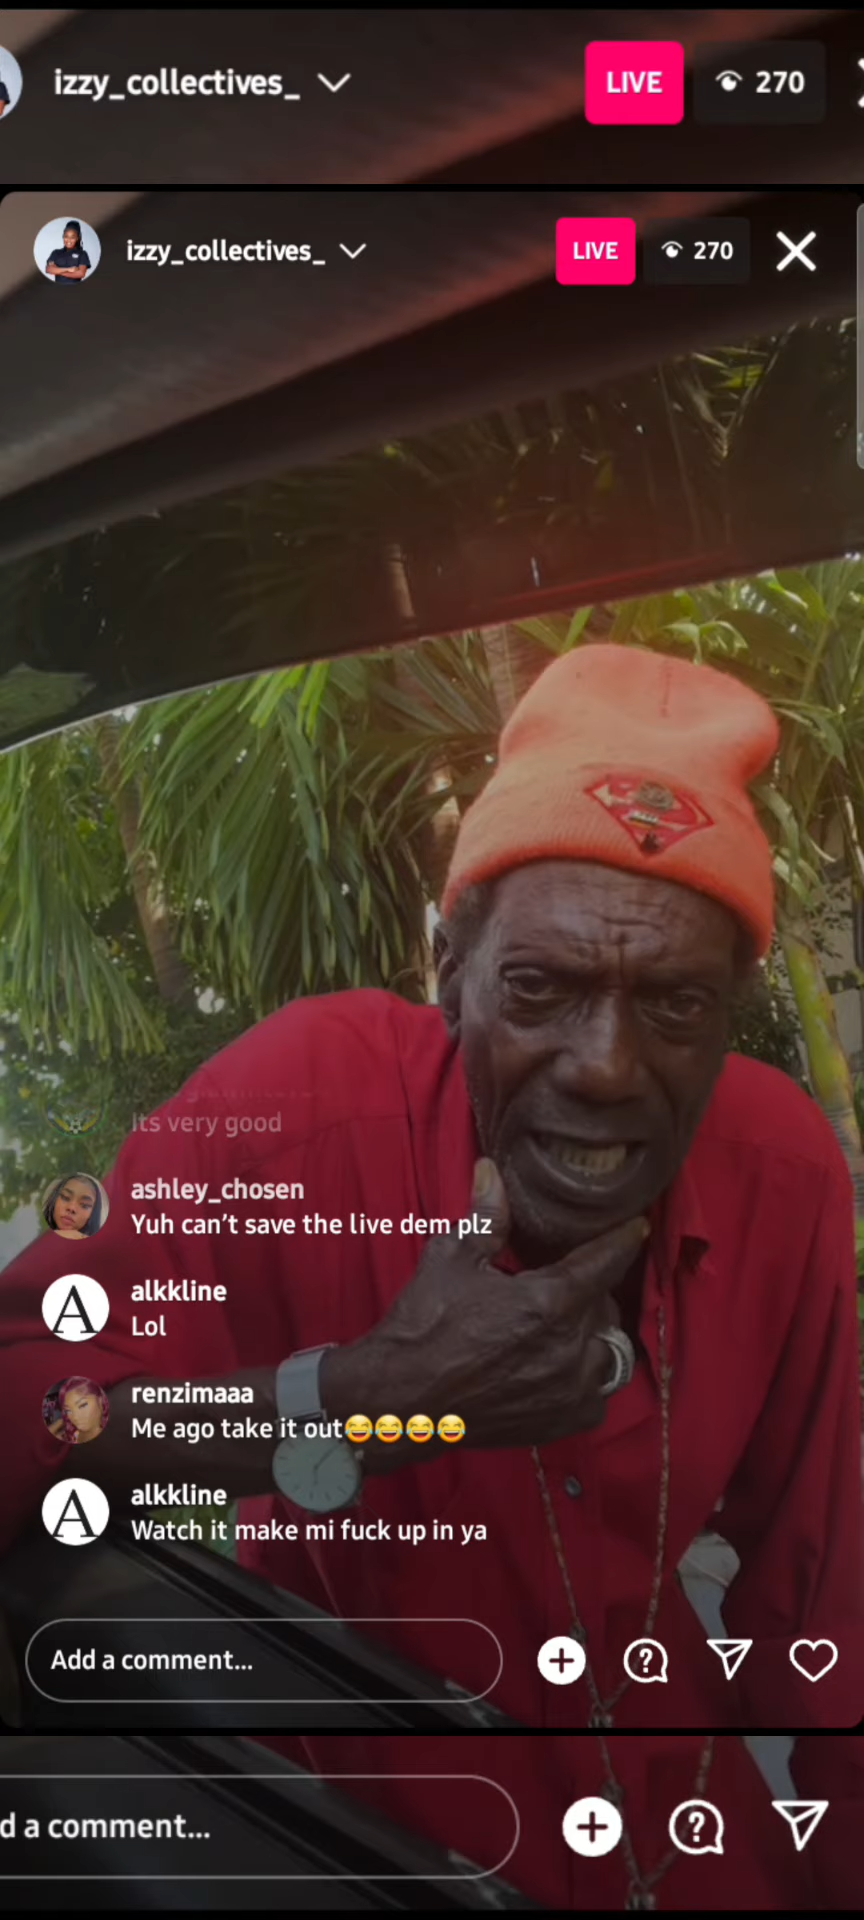 izzy_collectives_
LIVE
270
izzy_collectives_
LIVE
270
Its very good
ashley_chosen
Yuh can't save the live dem plz
alkkline
Lol
renzimaaa
Me ago take it out😂😂😂😂
alkkline
Watch it make mi fuck up in ya
Add a comment...
d a comment...